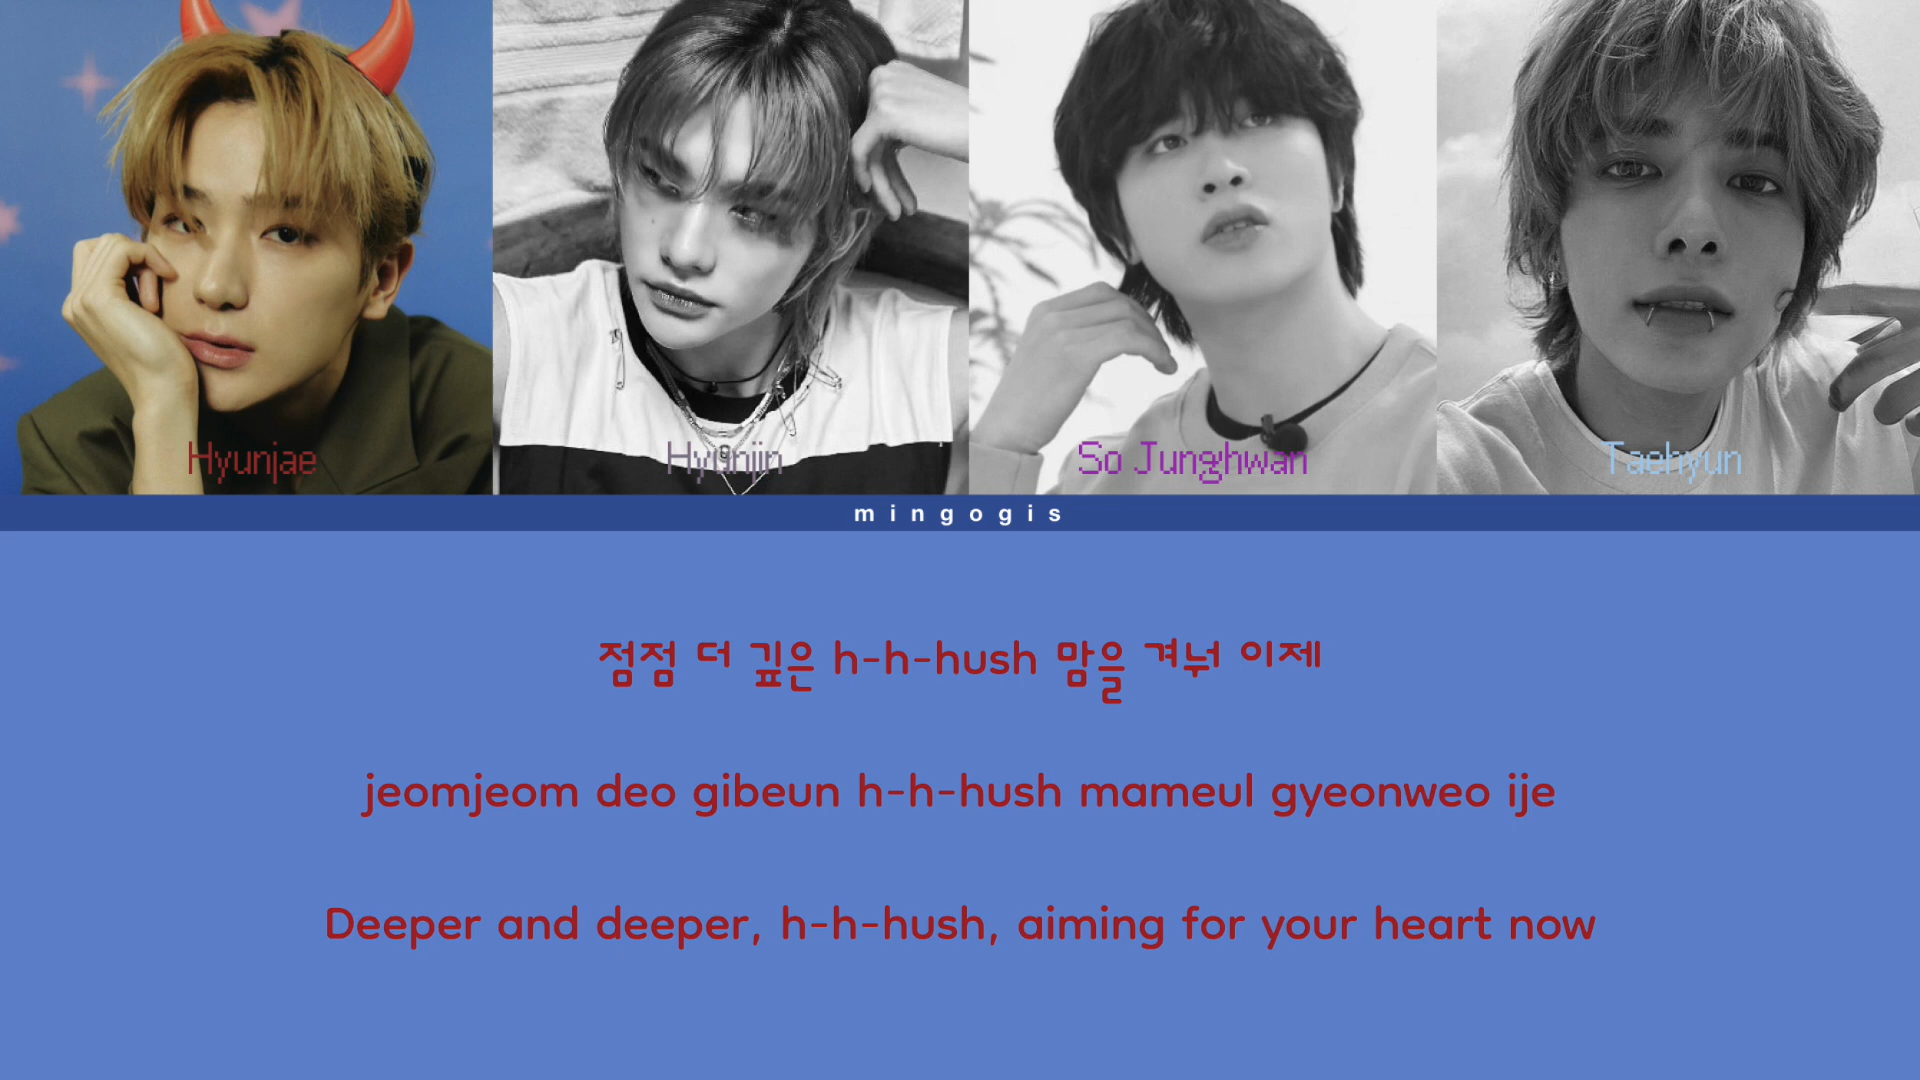 Hyunjae
Hyunjin
So Junghwan
Taehyun
mingogis
점점 더 깊은 h-h-hush 맘을 겨눠 이제
jeomjeom deo gibeun h-h-hush mameul gyeonweo ije
Deeper and deeper, h-h-hush, aiming for your heart now